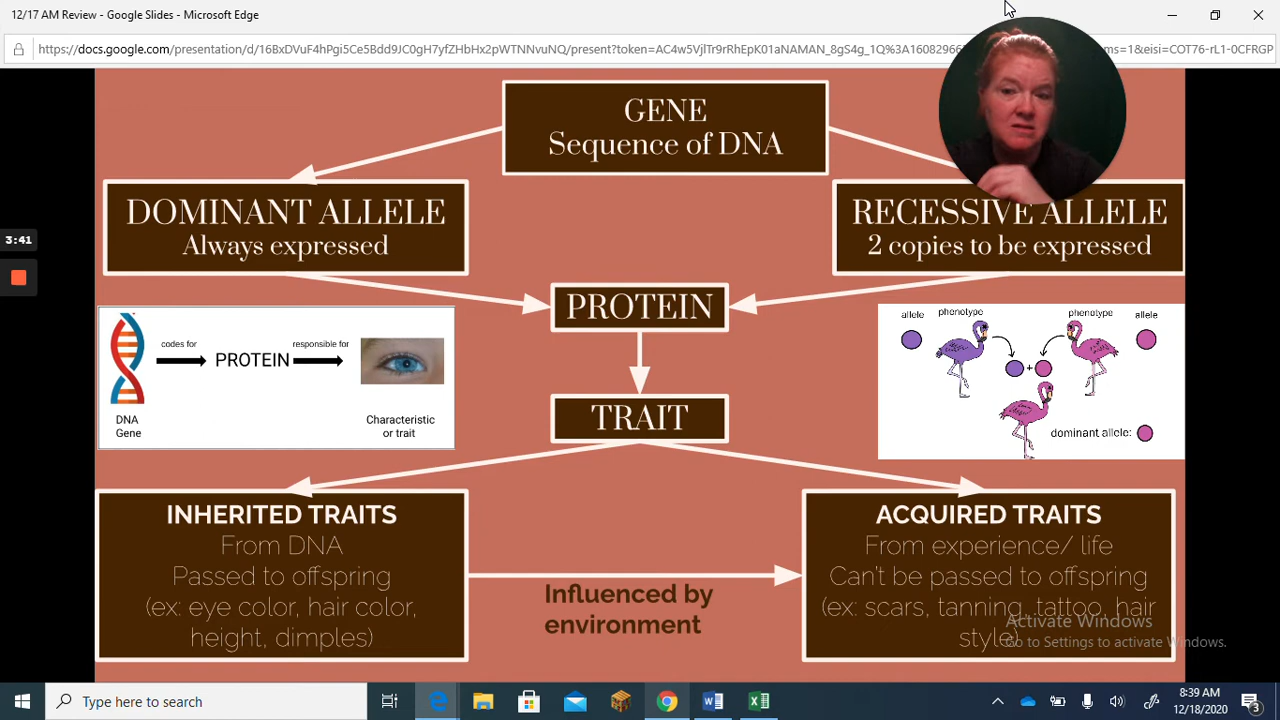 12/17 AM Review - Google Slides - Microsoft Edge
GENE
Sequence of DNA
DOMINANT ALLELE
Always expressed
RECESSIVE ALLELE
2 copies to be expressed
3:41
PROTEIN
codes for
PROTEIN
responsible for
DNA
Gene
Characteristic
or trait
allele
phenotype
phenotype
allele
+
dominant allele:
TRAIT
INHERITED TRAITS
From DNA
Passed to offspring
(ex: eye color, hair color,
height, dimples)
Influenced by
environment
ACQUIRED TRAITS
From experience/ life
Can't be passed to offspring
(ex: scars, tanning, tattoo, hair
style)
Activate Windows
Go to Settings to activate Windows.
Type here to search
8:39 AM
12/18/2020
3